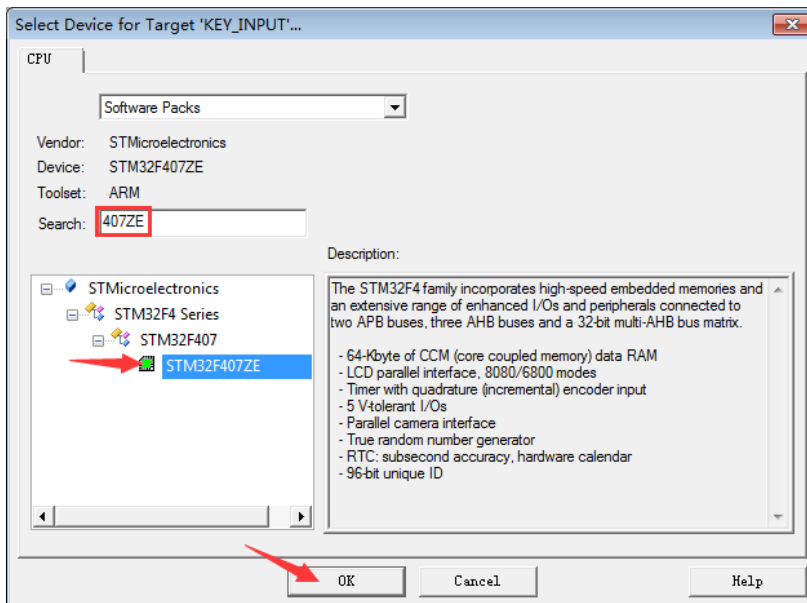 Select Device for Target 'KEY_INPUT'...
CPU
Software Packs
Vendor: STMicroelectronics
Device: STM32F407ZE
Toolset: ARM
Search: 407ZE
Description:
STMicroelectronics
STM32F4 Series
STM32F407
STM32F407ZE
The STM32F4 family incorporates high-speed embedded memories and
an extensive range of enhanced I/Os and peripherals connected to
two APB buses, three AHB buses and a 32-bit multi-AHB bus matrix.
- 64-Kbyte of CCM (core coupled memory) data RAM
- LCD parallel interface, 8080/6800 modes
- Timer with quadrature (incremental) encoder input
- 5 V-tolerant I/Os
- Parallel camera interface
- True random number generator
- RTC: subsecond accuracy, hardware calendar
- 96-bit unique ID
OK
Cancel
Help